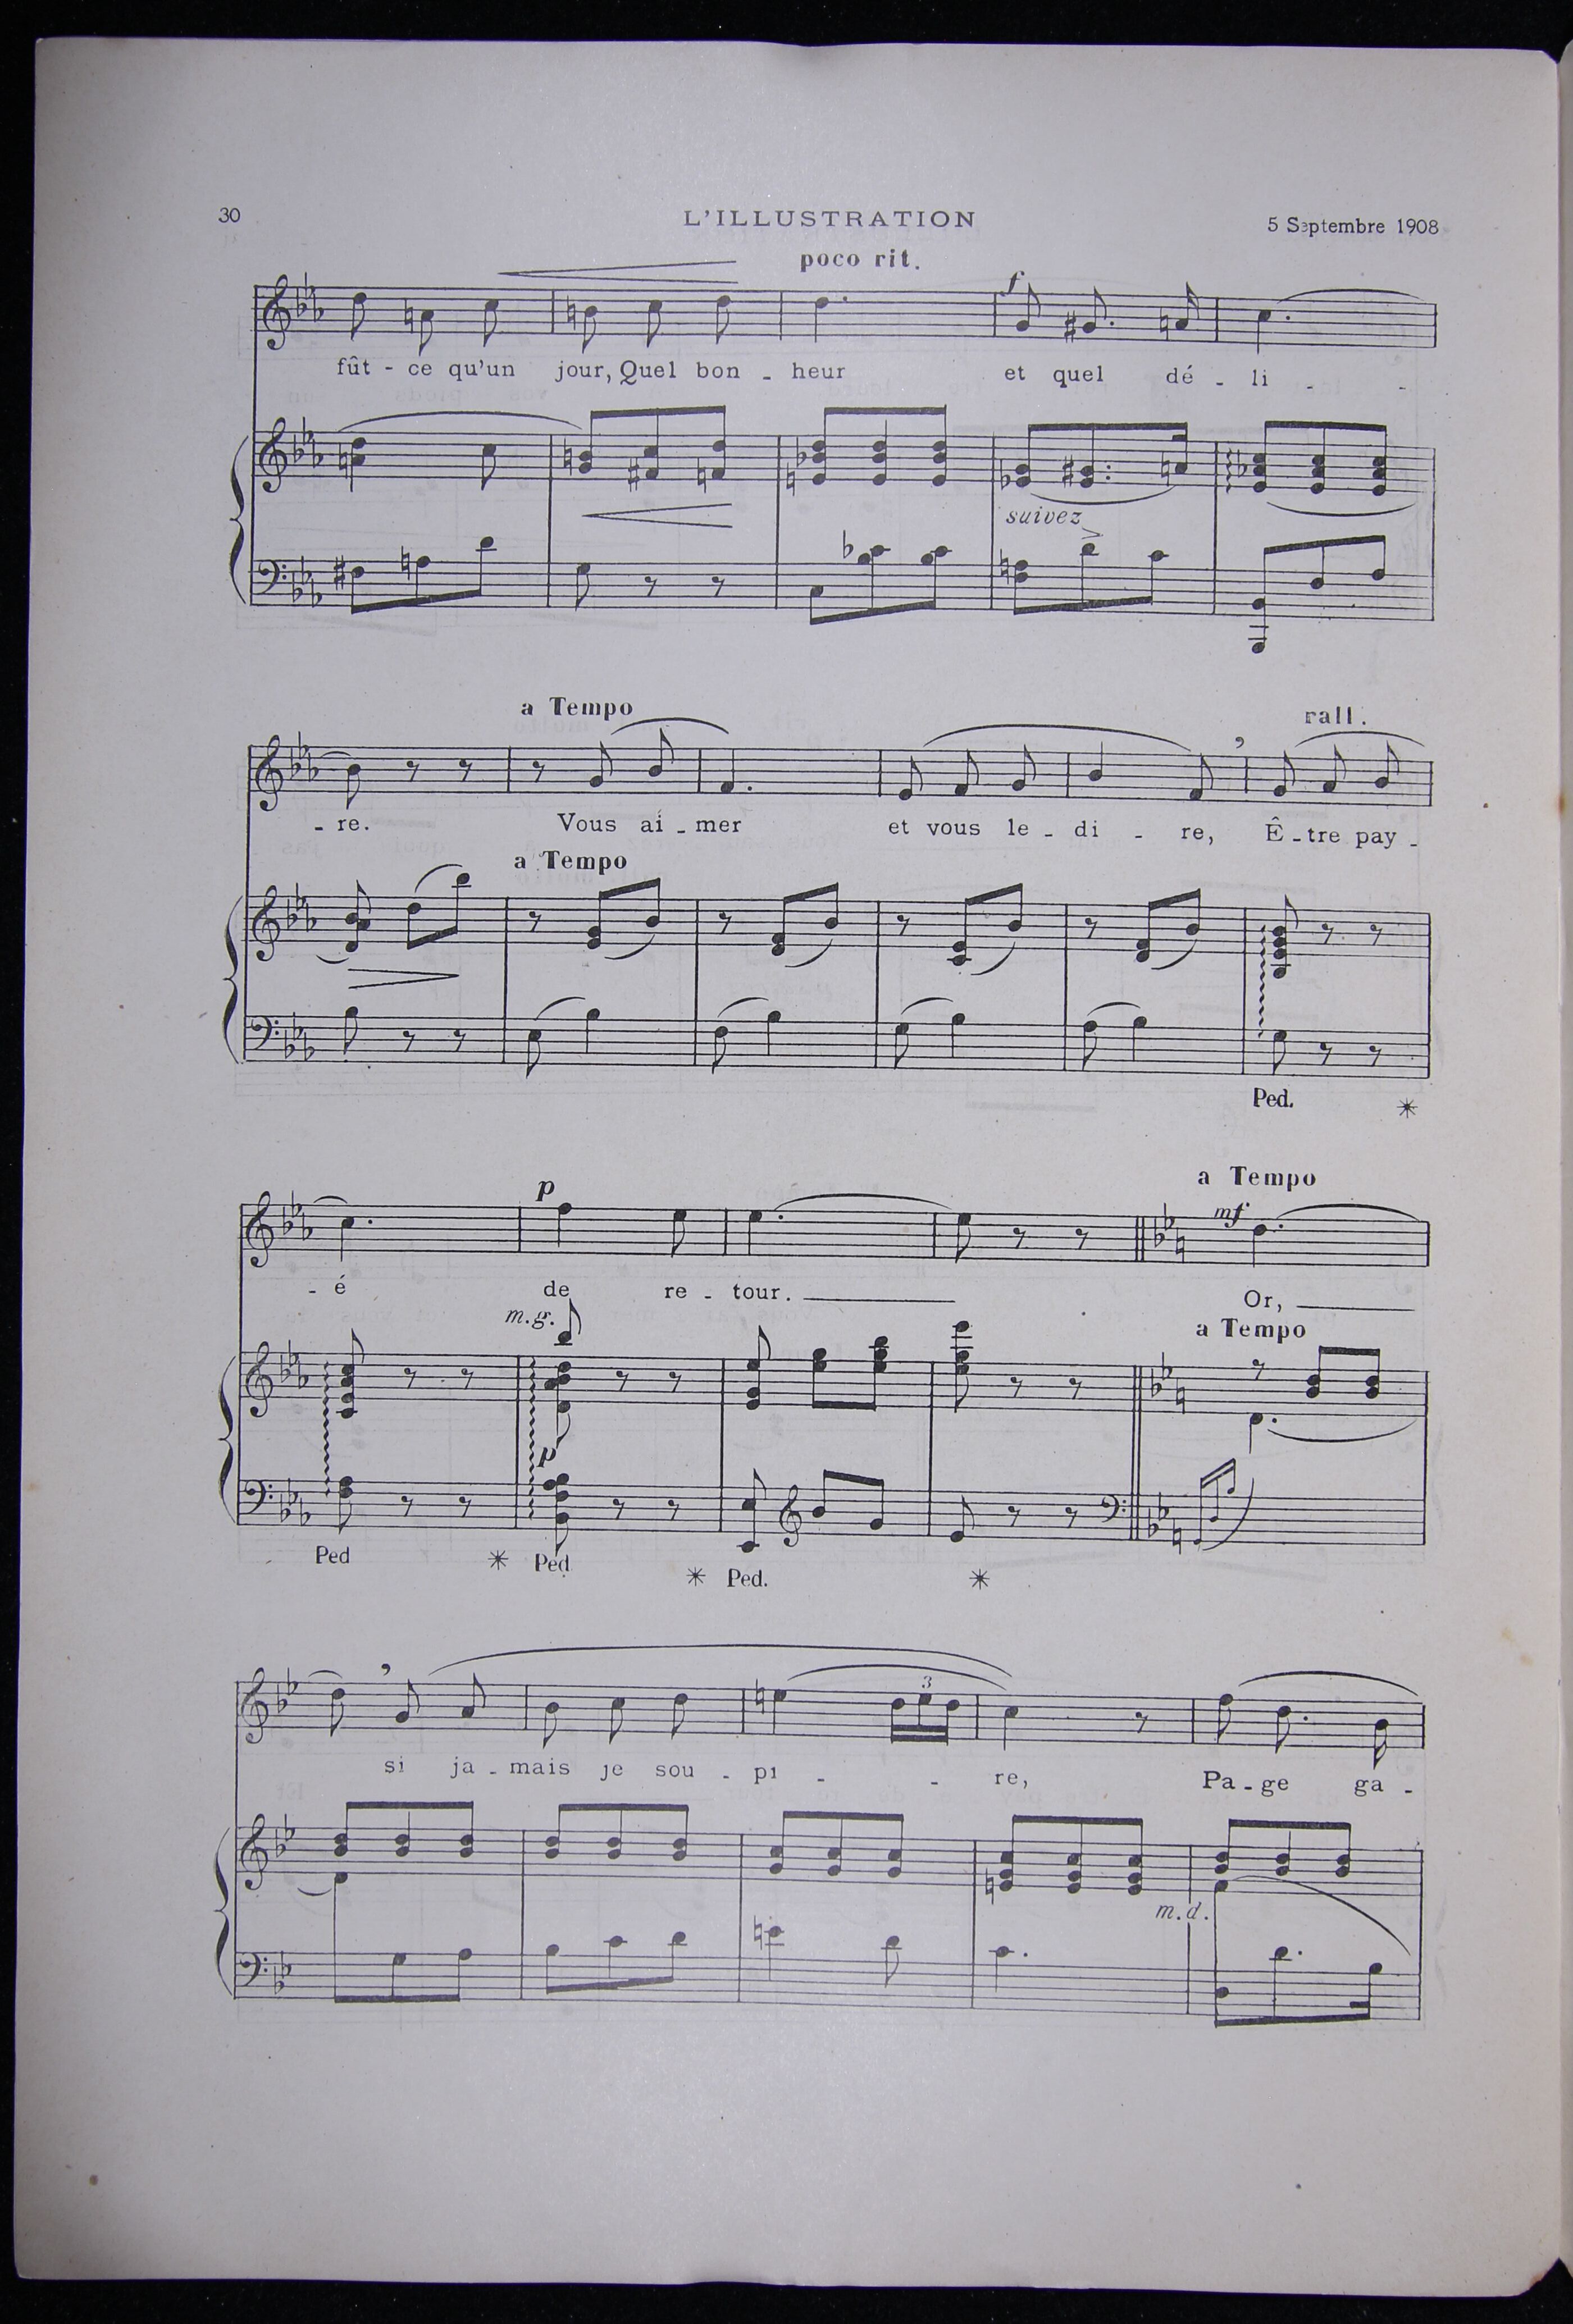 30 L'ILLUSTRATION 5 Septembre 1908
poco rit.
f
fût - ce qu'un jour, Quel bon - heur et quel dé - li - -
suivez
a Tempo rall.
- re. Vous ai - mer et vous le - di - re, Ê - tre pay -
a Tempo
Ped.
a Tempo
p mf
- é de re - tour. Or,
m.g. a Tempo
p
Ped Ped. Ped.
3
si ja - mais je sou - pi - - re, Pa - ge ga -
m.d.